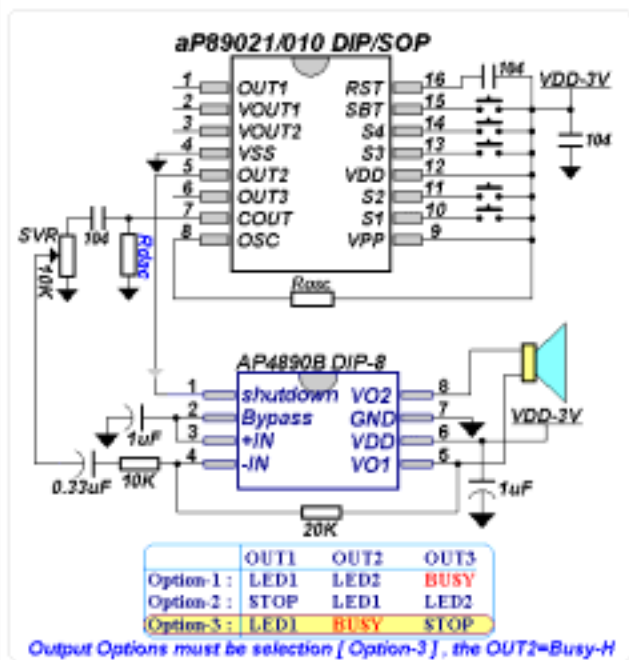 aP89021/010 DIP/SOP
1 OUT1
2 VOUT1
3 VOUT2
4 VSS
5 OUT2
6 OUT3
7 COUT
8 OSC
RST 16
SBT 15
S4 14
S3 13
VDD 12
S2 11
S1 10
VPP 9
104
VDD-3V
104
SVR
10K
104
Rdac
Rosc
AP4890B DIP-8
1 shutdown
2 Bypass
3 +IN
4 -IN
VO2 8
GND 7
VDD 6
VO1 5
VDD-3V
1uF
1uF
0.33uF
10K
20K
OUT1 OUT2 OUT3
Option-1 : LED1 LED2 BUSY
Option-2 : STOP LED1 LED2
Option-3 : LED1 BUSY STOP
Output Options must be selection [ Option-3 ] , the OUT2=Busy-H